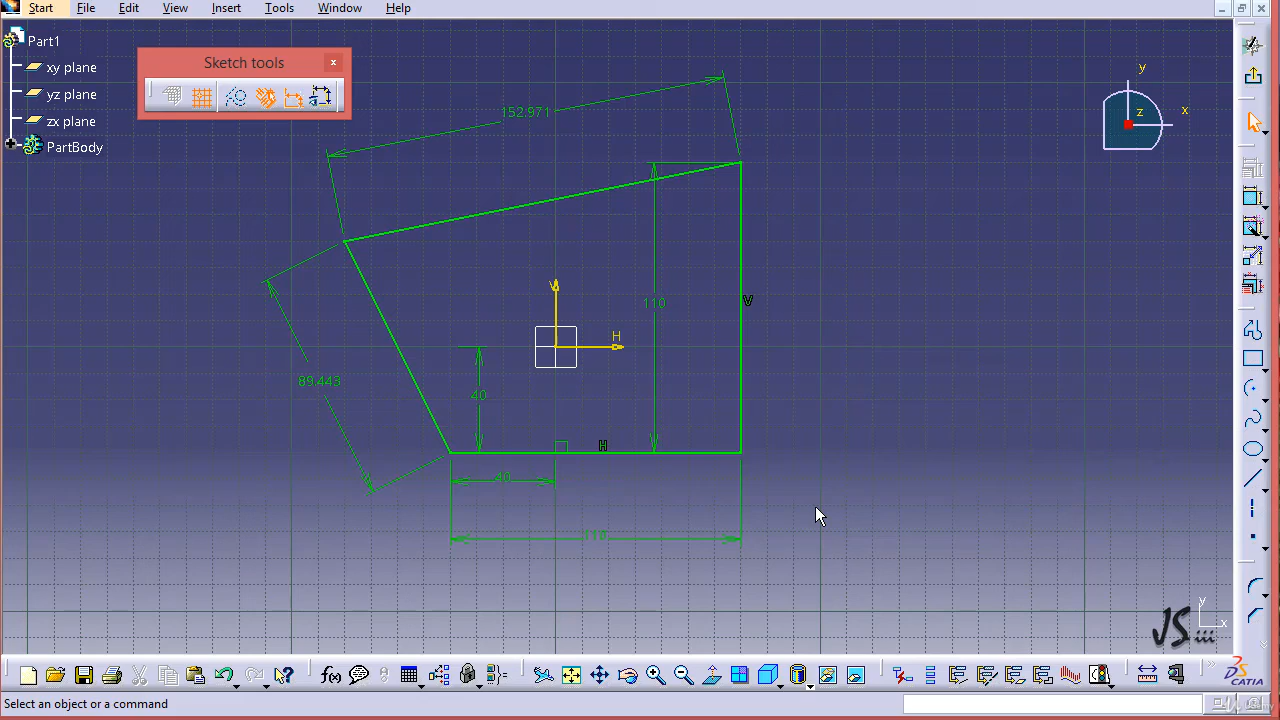 Start File Edit View Insert Tools Window Help
Part1
Sketch tools x
xy plane
yz plane
zx plane
PartBody
y
z x
152.971
110
V
V
H
89.443
40
H
40
110
y
x
JS
f(x)
CATIA
Select an object or a command